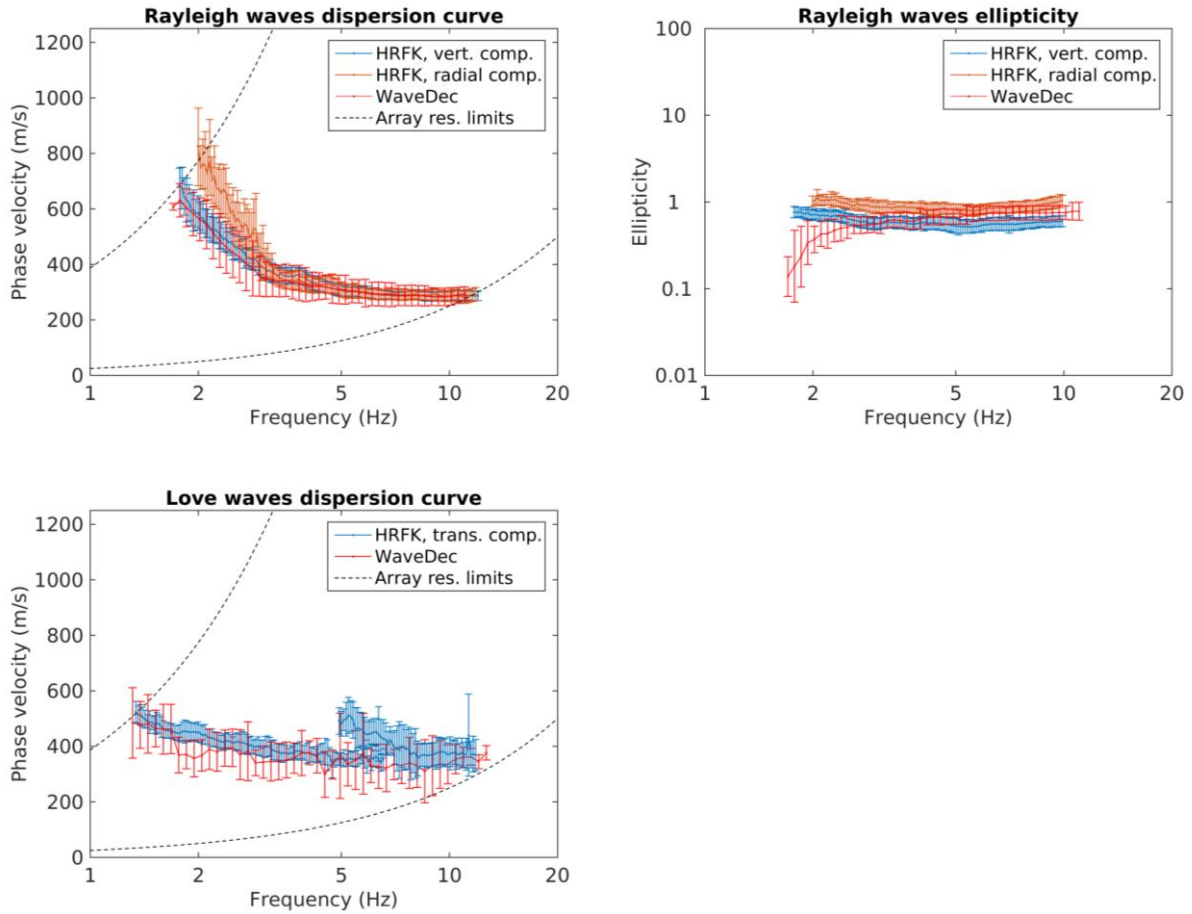 Rayleigh waves dispersion curve
1200
1000
800
600
400
200
0
Phase velocity (m/s)
HRFK, vert. comp.
HRFK, radial comp.
WaveDec
Array res. limits
1 2 5 10 20
Frequency (Hz)
Rayleigh waves ellipticity
100
10
1
0.1
0.01
Ellipticity
HRFK, vert. comp.
HRFK, radial comp.
WaveDec
1 2 5 10 20
Frequency (Hz)
Love waves dispersion curve
1200
1000
800
600
400
200
0
Phase velocity (m/s)
HRFK, trans. comp.
WaveDec
Array res. limits
1 2 5 10 20
Frequency (Hz)